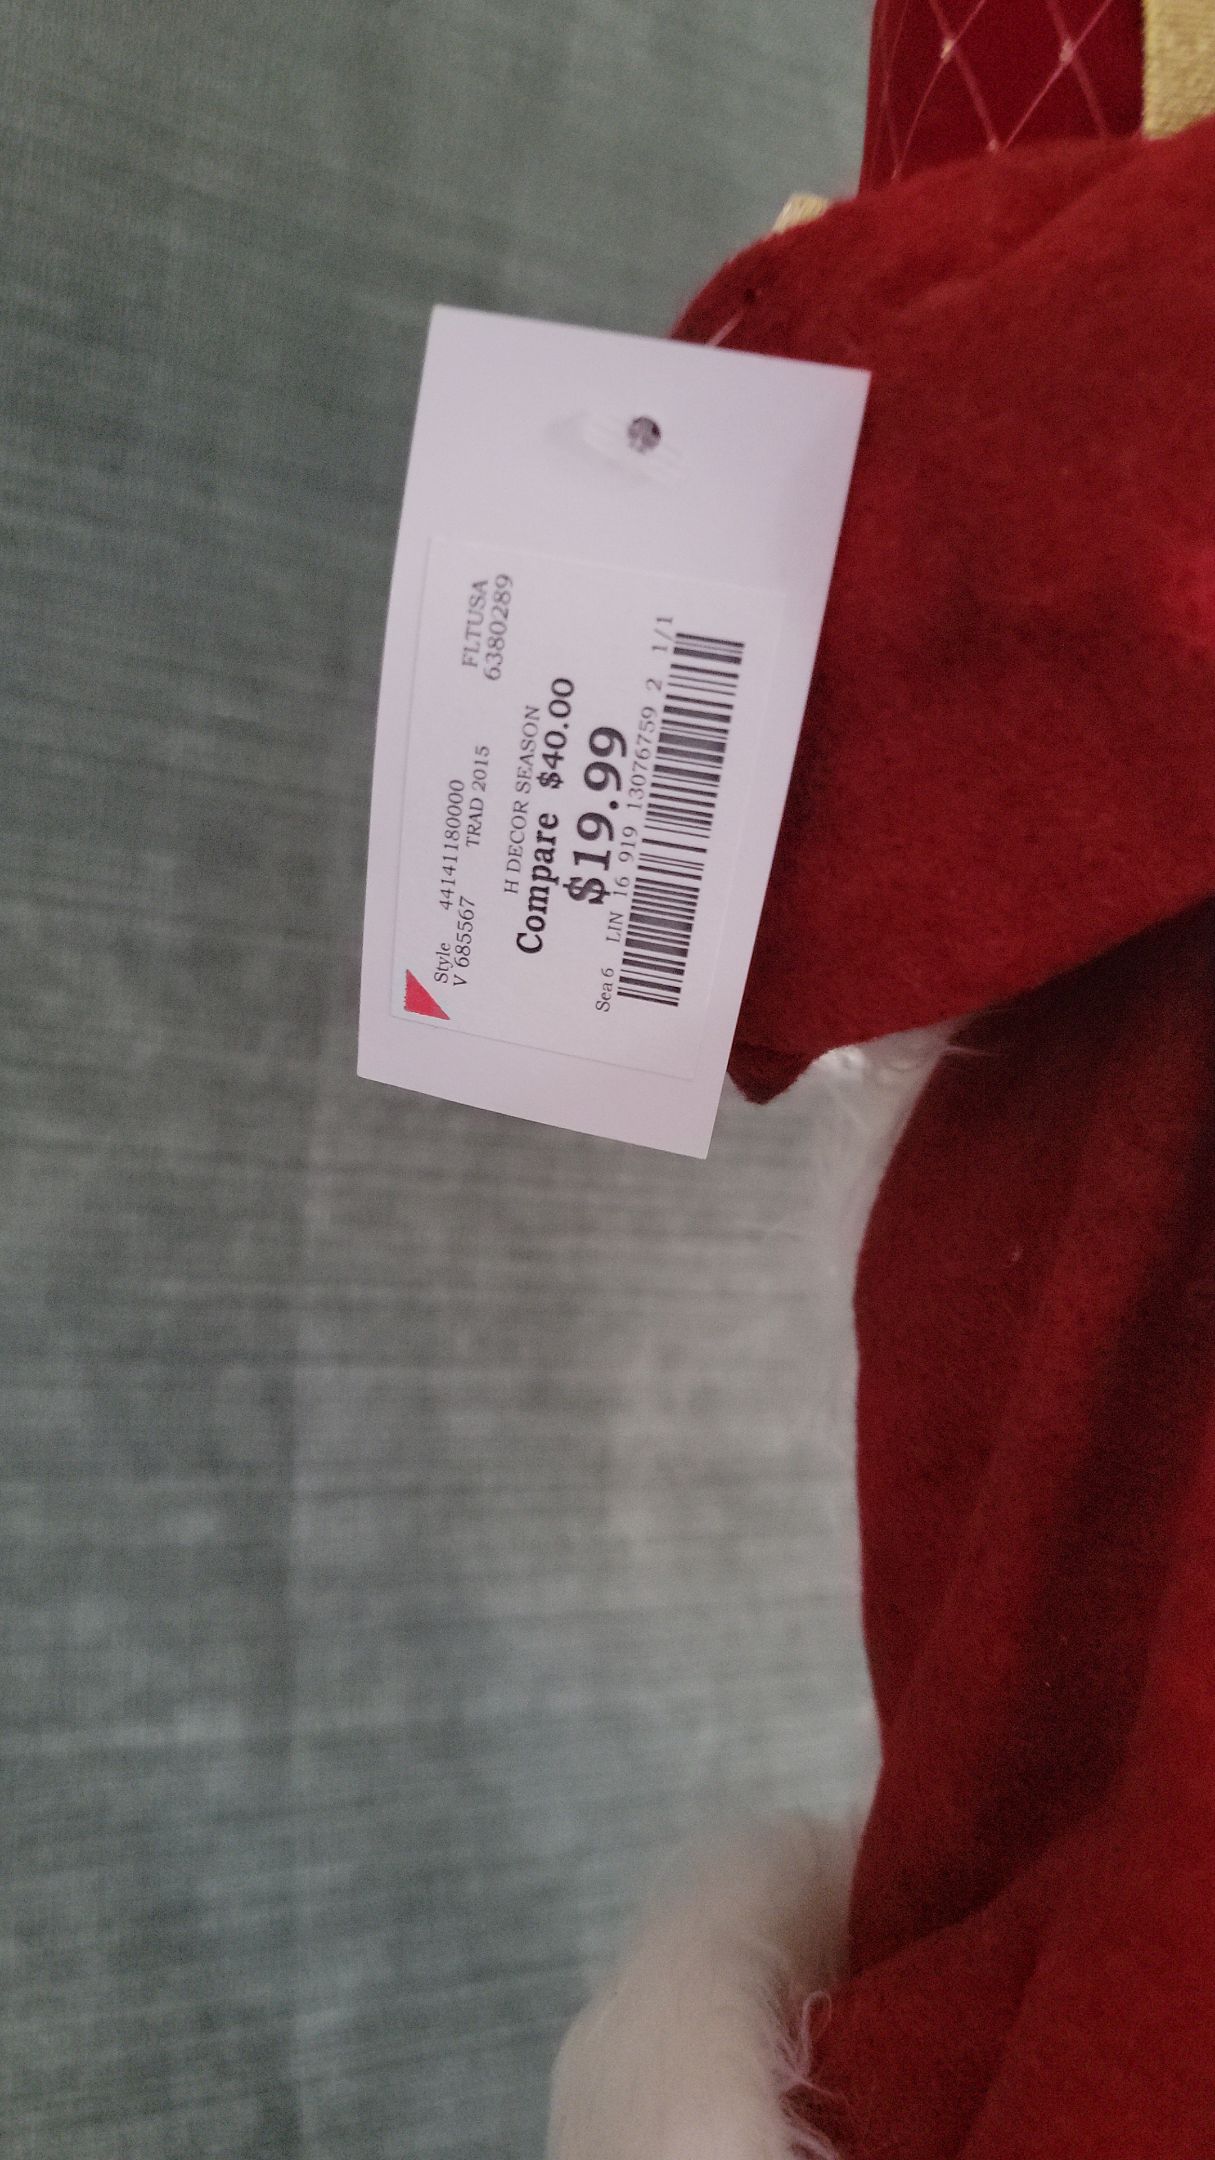 Style 44141180000 FLTUSA
V 685567 TRAD 2015 6380289
H DECOR SEASON
Compare $40.00
$19.99
Sea 6 LIN 16 919 13076759 2 1/1